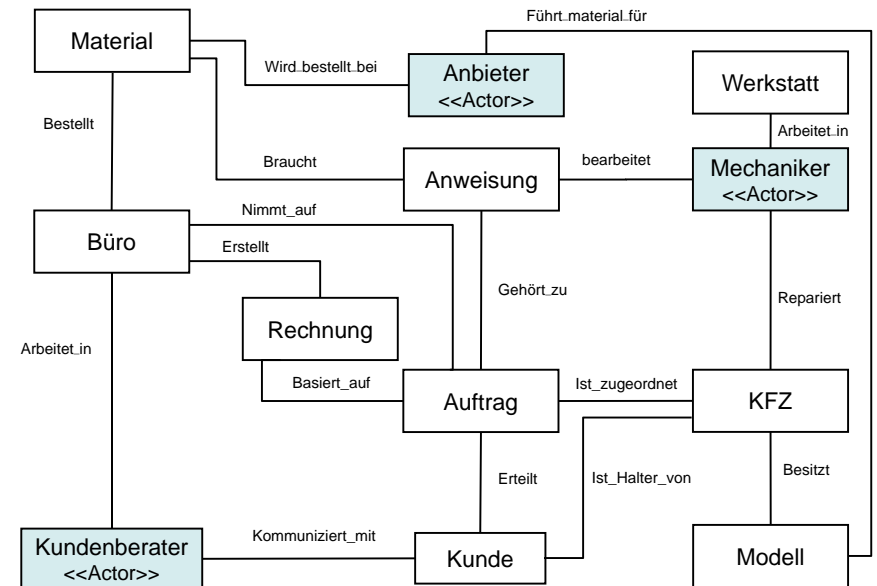 Führt_material_für
Material
Wird_bestellt_bei
Anbieter
<<Actor>>
Werkstatt
Bestellt
Arbeitet_in
Braucht
Anweisung
bearbeitet
Mechaniker
<<Actor>>
Nimmt_auf
Büro
Erstellt
Gehört_zu
Repariert
Rechnung
Arbeitet_in
Basiert_auf
Auftrag
Ist_zugeordnet
KFZ
Erteilt
Ist_Halter_von
Besitzt
Kundenberater
<<Actor>>
Kommuniziert_mit
Kunde
Modell